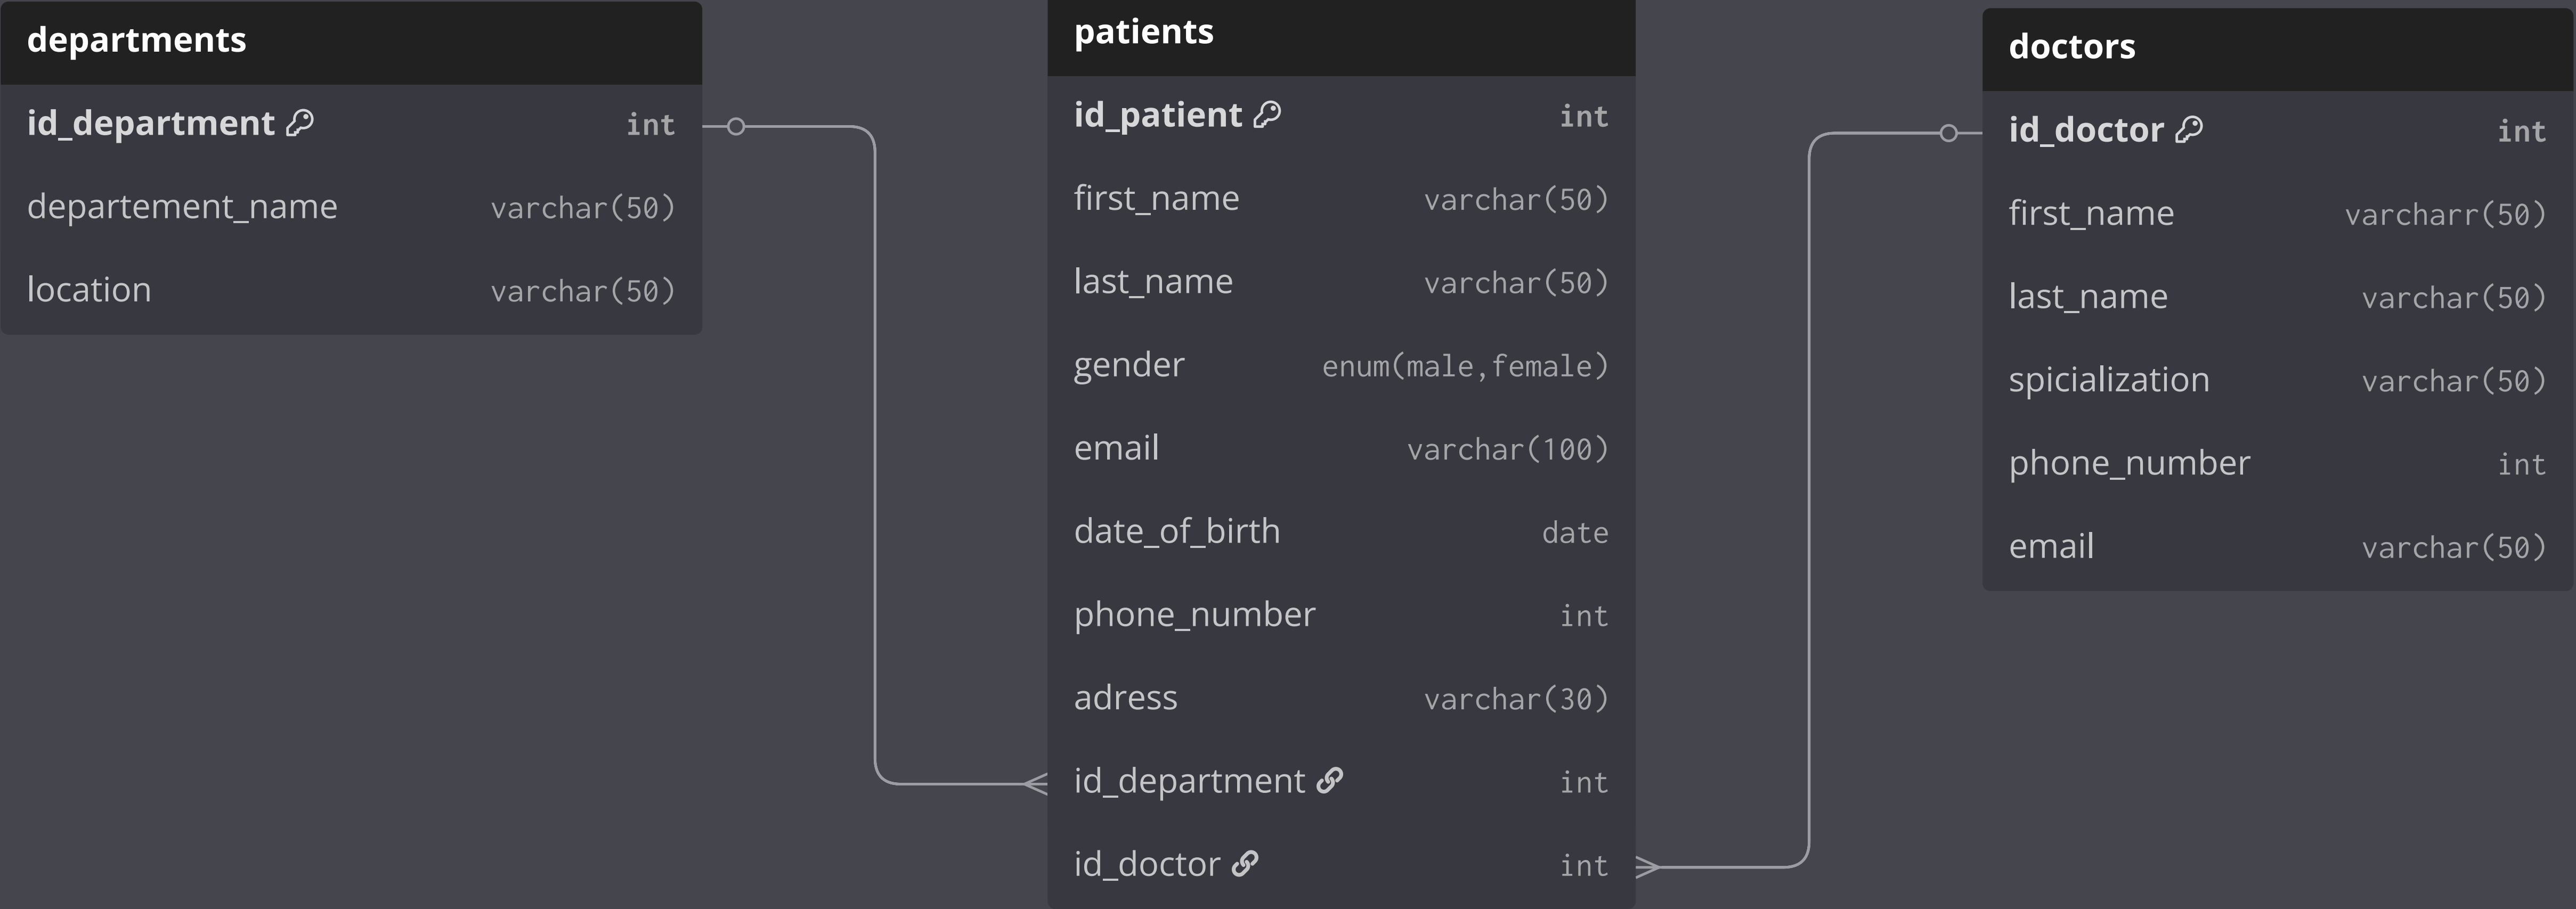 departments
id_department int
departement_name varchar(50)
location varchar(50)
patients
id_patient int
first_name varchar(50)
last_name varchar(50)
gender enum(male,female)
email varchar(100)
date_of_birth date
phone_number int
adress varchar(30)
id_department int
id_doctor int
doctors
id_doctor int
first_name varcharr(50)
last_name varchar(50)
spicialization varchar(50)
phone_number int
email varchar(50)